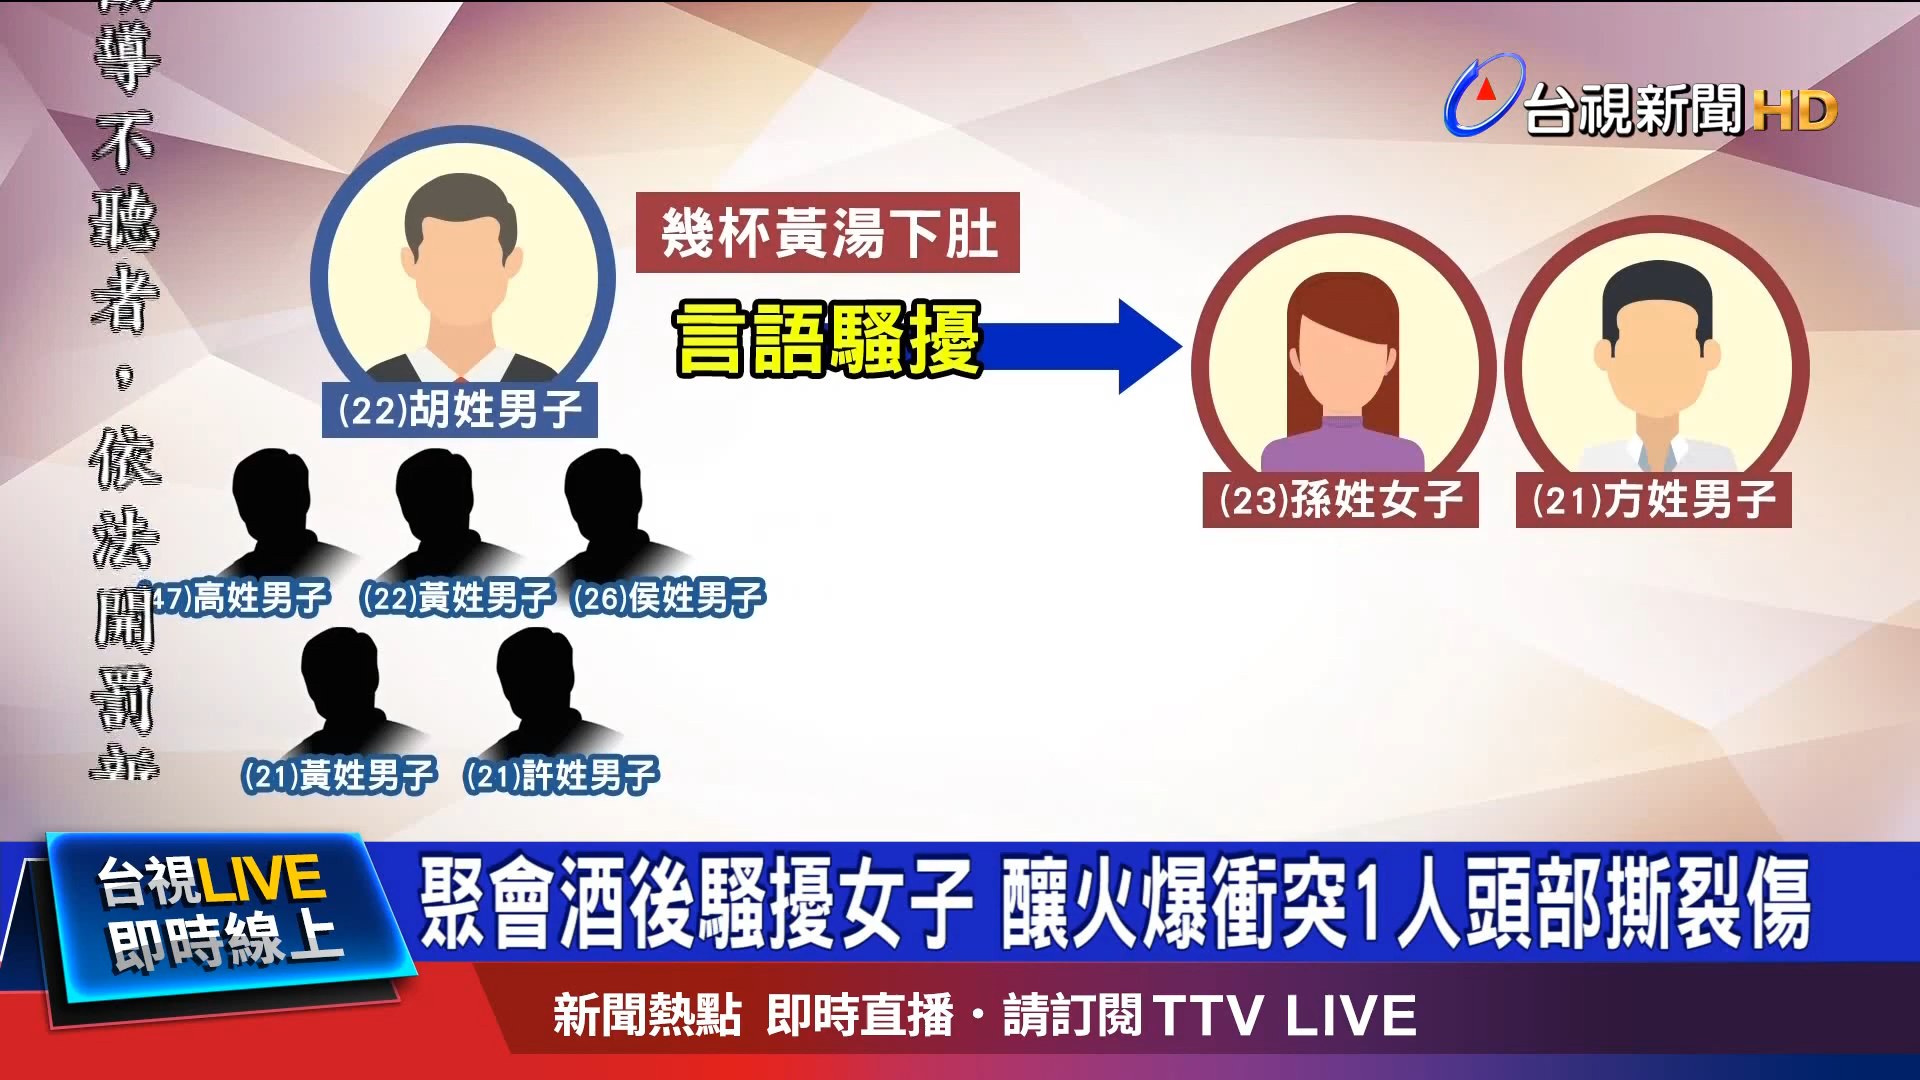 導不聽者，依法開罰
台視新聞HD
幾杯黃湯下肚
言語騷擾
(22)胡姓男子
(23)孫姓女子
(21)方姓男子
47)高姓男子
(22)黃姓男子
(26)侯姓男子
(21)黃姓男子
(21)許姓男子
台視LIVE
即時線上
聚會酒後騷擾女子 釀火爆衝突1人頭部撕裂傷
新聞熱點 即時直播・請訂閱TTV LIVE